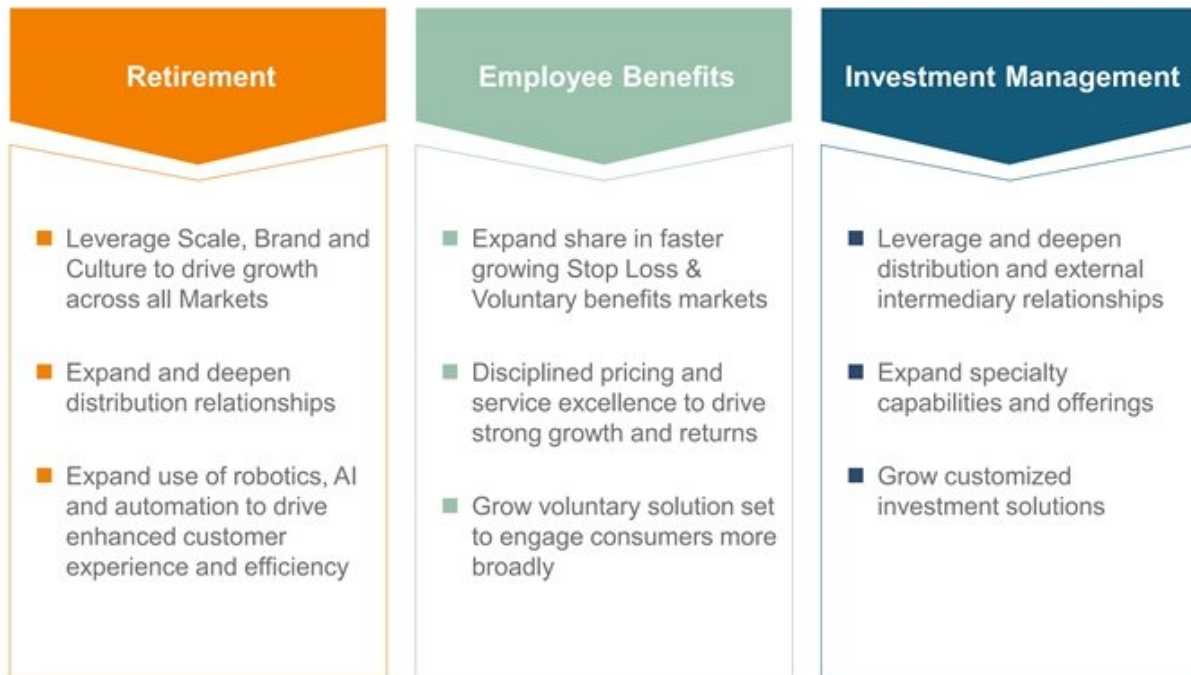 Retirement
Leverage Scale, Brand and
Culture to drive growth
across all Markets
Expand and deepen
distribution relationships
Expand use of robotics, AI
and automation to drive
enhanced customer
experience and efficiency
Employee Benefits
Expand share in faster
growing Stop Loss &
Voluntary benefits markets
Disciplined pricing and
service excellence to drive
strong growth and returns
Grow voluntary solution set
to engage consumers more
broadly
Investment Management
Leverage and deepen
distribution and external
intermediary relationships
Expand specialty
capabilities and offerings
Grow customized
investment solutions